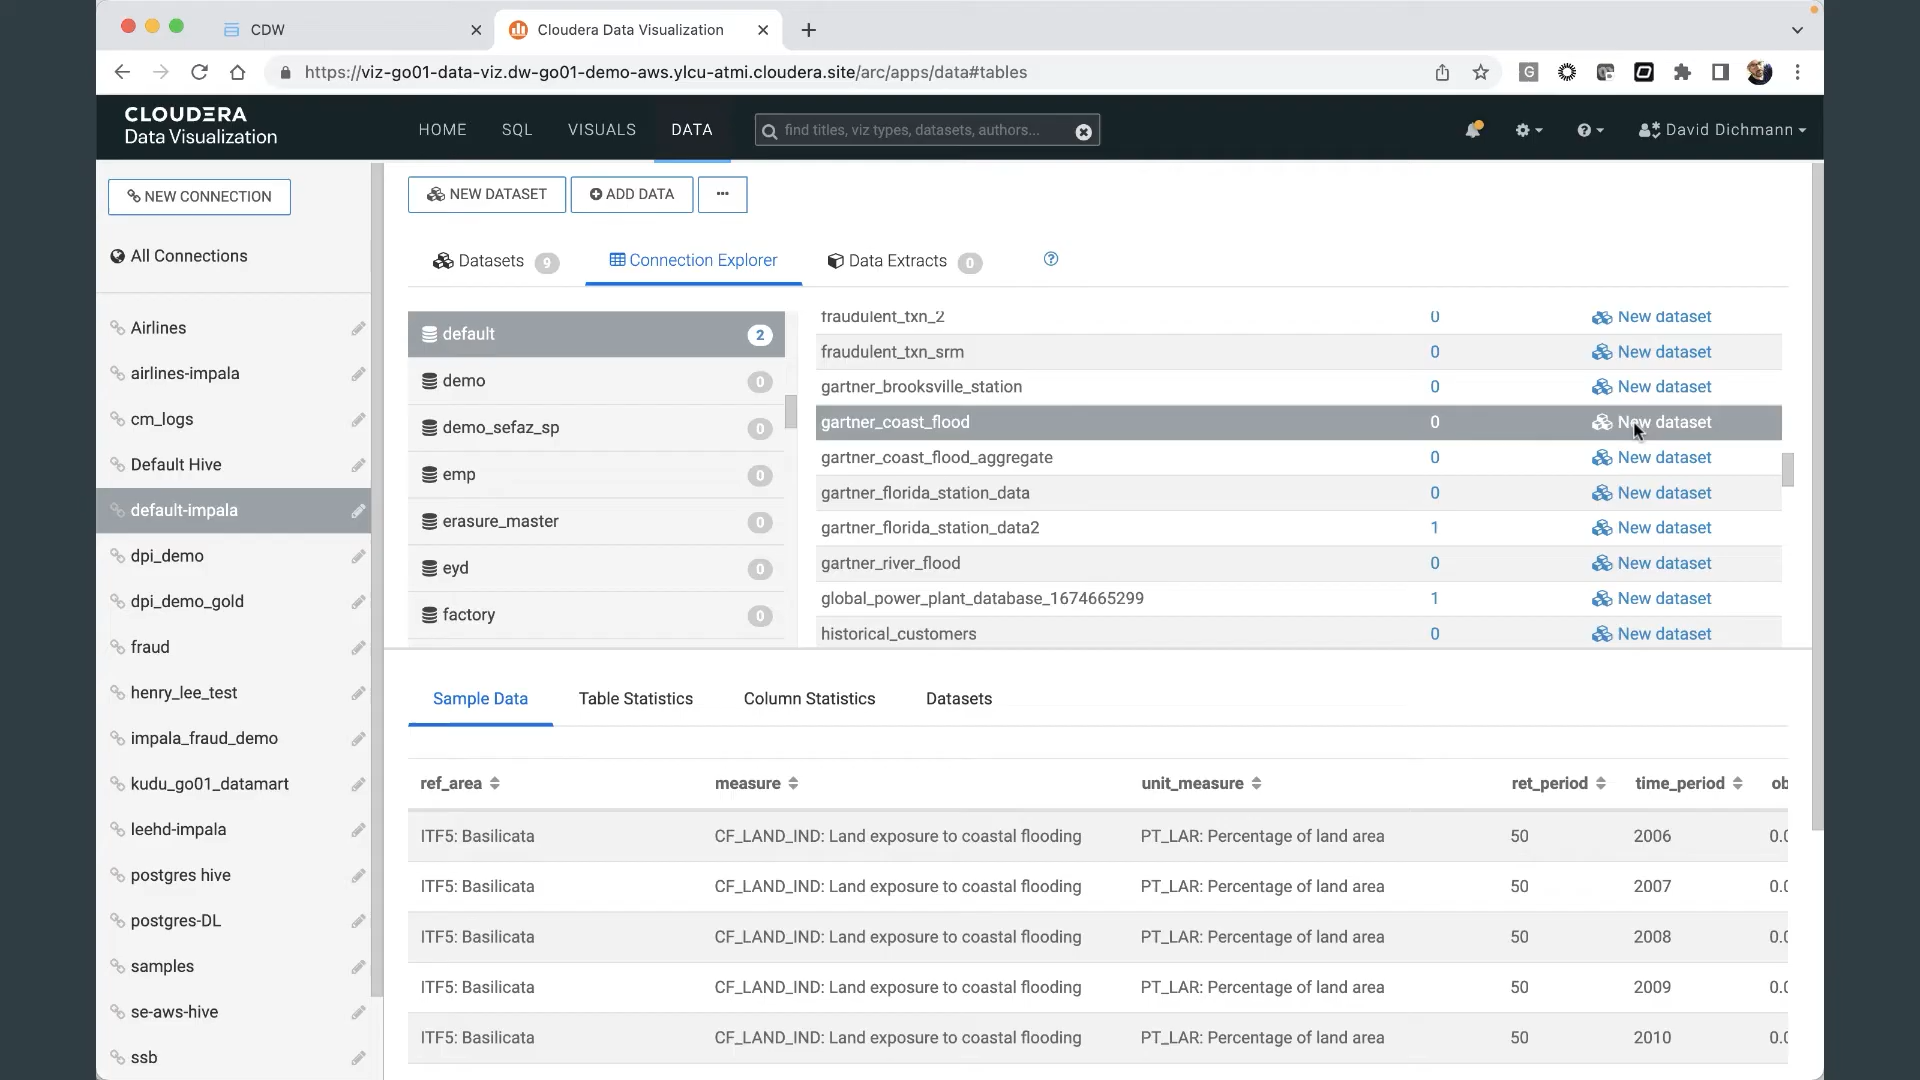 CDW
Cloudera Data Visualization
https://viz-go01-data-viz.dw-go01-demo-aws.ylcu-atmi.cloudera.site/arc/apps/data#tables
CLOUDERA
Data Visualization
HOME
SQL
VISUALS
DATA
find titles, viz types, datasets, authors...
David Dichmann
NEW CONNECTION
All Connections
Airlines
airlines-impala
cm_logs
Default Hive
default-impala
dpi_demo
dpi_demo_gold
fraud
henry_lee_test
impala_fraud_demo
kudu_go01_datamart
leehd-impala
postgres hive
postgres-DL
samples
se-aws-hive
ssb
NEW DATASET
ADD DATA
...
Datasets 9
Connection Explorer
Data Extracts 0
default 2
demo 0
demo_sefaz_sp 0
emp 0
erasure_master 0
eyd 0
factory 0
fraudulent_txn_2 0 New dataset
fraudulent_txn_srm 0 New dataset
gartner_brooksville_station 0 New dataset
gartner_coast_flood 0 New dataset
gartner_coast_flood_aggregate 0 New dataset
gartner_florida_station_data 0 New dataset
gartner_florida_station_data2 1 New dataset
gartner_river_flood 0 New dataset
global_power_plant_database_1674665299 1 New dataset
historical_customers 0 New dataset
Sample Data
Table Statistics
Column Statistics
Datasets
ref_area measure unit_measure ret_period time_period ob
ITF5: Basilicata CF_LAND_IND: Land exposure to coastal flooding PT_LAR: Percentage of land area 50 2006 0.0
ITF5: Basilicata CF_LAND_IND: Land exposure to coastal flooding PT_LAR: Percentage of land area 50 2007 0.0
ITF5: Basilicata CF_LAND_IND: Land exposure to coastal flooding PT_LAR: Percentage of land area 50 2008 0.0
ITF5: Basilicata CF_LAND_IND: Land exposure to coastal flooding PT_LAR: Percentage of land area 50 2009 0.0
ITF5: Basilicata CF_LAND_IND: Land exposure to coastal flooding PT_LAR: Percentage of land area 50 2010 0.0